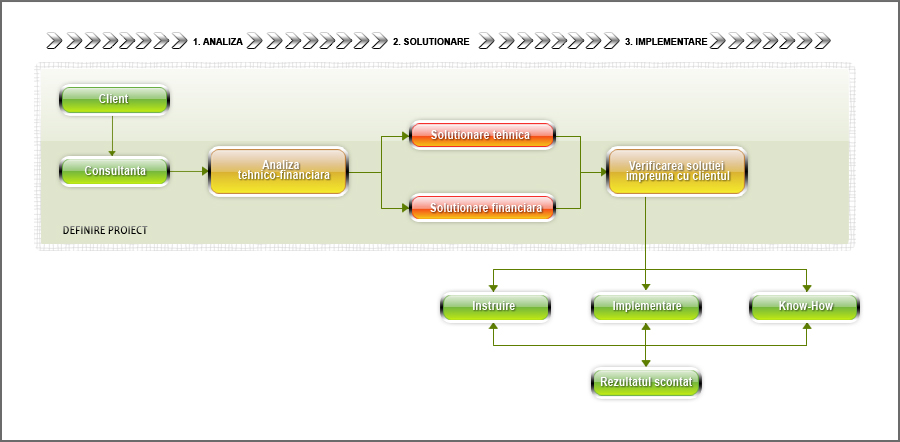 1. ANALIZA
2. SOLUTIONARE
3. IMPLEMENTARE
Client
Consultanta
Analiza
tehnico-financiara
Solutionare tehnica
Solutionare financiara
Verificarea solutiei
impreuna cu clientul
DEFINIRE PROIECT
Instruire
Implementare
Know-How
Rezultatul scontat